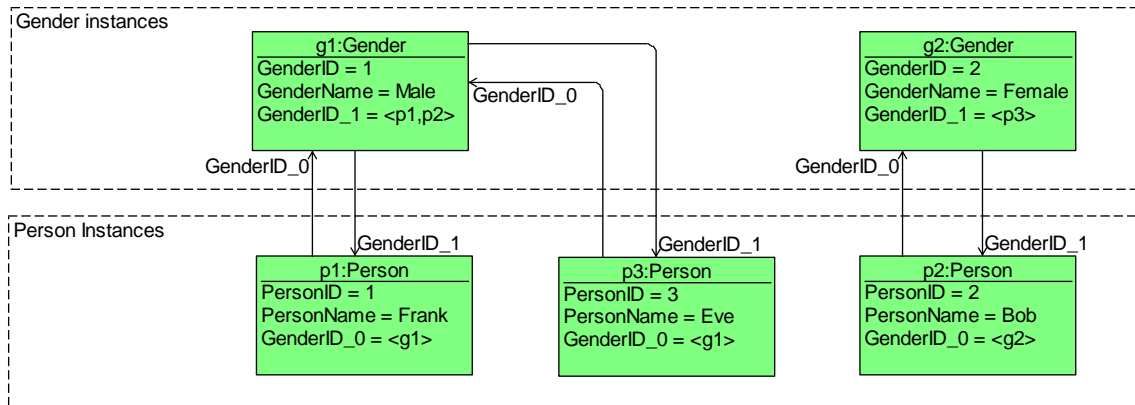 Gender instances
g1:Gender
GenderID = 1
GenderName = Male
GenderID_1 = <p1,p2>
g2:Gender
GenderID = 2
GenderName = Female
GenderID_1 = <p3>
GenderID_0
GenderID_0
GenderID_0
Person Instances
GenderID_1
GenderID_1
GenderID_1
p1:Person
PersonID = 1
PersonName = Frank
GenderID_0 = <g1>
p3:Person
PersonID = 3
PersonName = Eve
GenderID_0 = <g1>
p2:Person
PersonID = 2
PersonName = Bob
GenderID_0 = <g2>